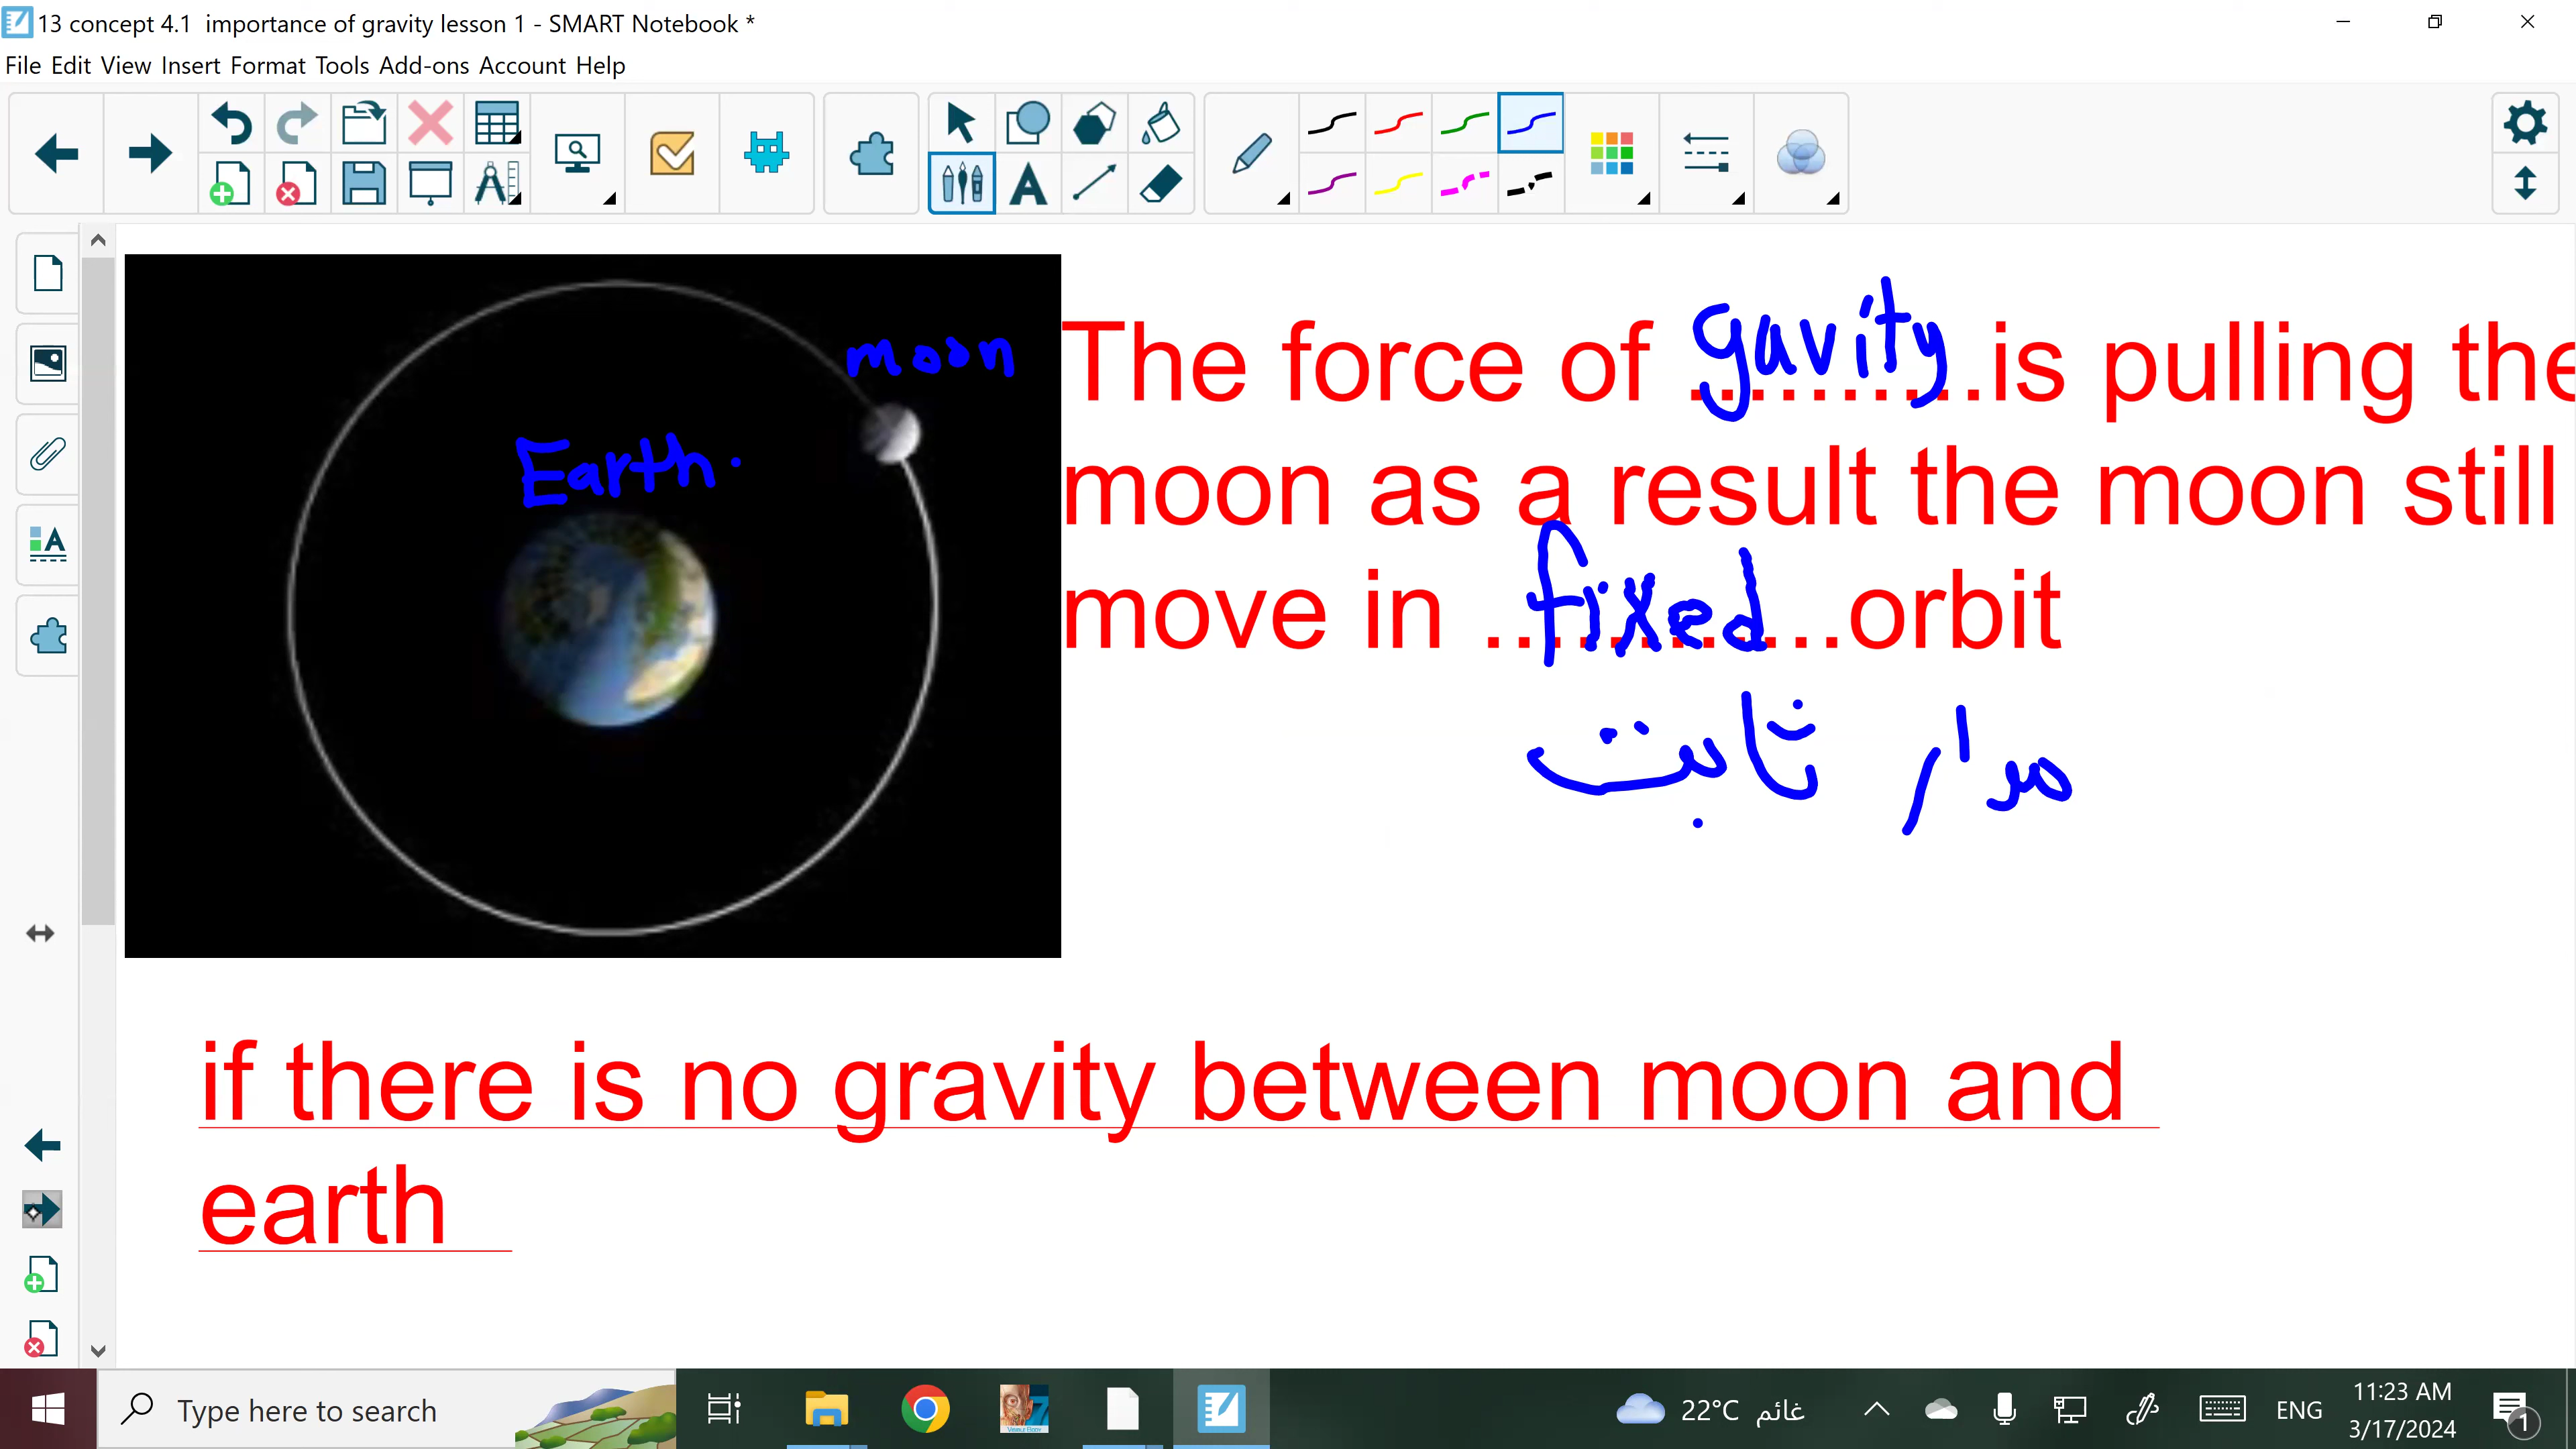 13 concept 4.1 importance of gravity lesson 1 - SMART Notebook *
File Edit View Insert Format Tools Add-ons Account Help
moon
Earth.
The force of gavity ..........is pulling the
moon as a result the moon still
move in fixed ............orbit
مدار ثابت
if there is no gravity between moon and
earth
Type here to search
22°C غائم
ENG
11:23 AM
3/17/2024
1